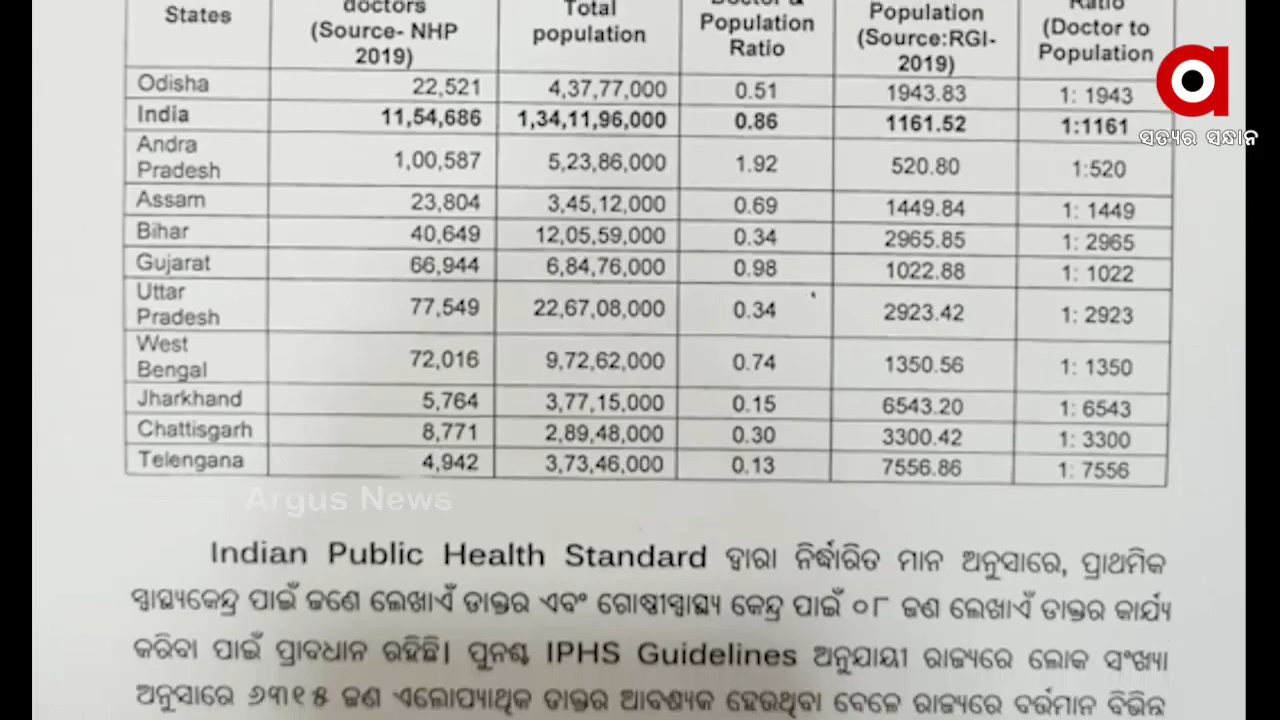 States doctors (Source- NHP 2019) Total population Population Ratio Population (Source:RGI- 2019) Ratio (Doctor to Population
Odisha 22,521 4,37,77,000 0.51 1943.83 1: 1943
India 11,54,686 1,34,11,96,000 0.86 1161.52 1:1161
ସତ୍ୟର ସନ୍ଧାନ
Andra Pradesh 1,00,587 5,23,86,000 1.92 520.80 1:520
Assam 23,804 3,45,12,000 0.69 1449.84 1: 1449
Bihar 40,649 12,05,59,000 0.34 2965.85 1: 2965
Gujarat 66,944 6,84,76,000 0.98 1022.88 1: 1022
Uttar Pradesh 77,549 22,67,08,000 0.34 2923.42 1: 2923
West Bengal 72,016 9,72,62,000 0.74 1350.56 1: 1350
Jharkhand 5,764 3,77,15,000 0.15 6543.20 1: 6543
Chattisgarh 8,771 2,89,48,000 0.30 3300.42 1: 3300
Telengana 4,942 3,73,46,000 0.13 7556.86 1: 7556
Argus News
Indian Public Health Standard ଦ୍ୱାରା ନିର୍ଦ୍ଧାରିତ ମାନ ଅନୁସାରେ, ପ୍ରାଥମିକ
ସ୍ୱାସ୍ଥ୍ୟକେନ୍ଦ୍ର ପାଇଁ ଜଣେ ଲେଖାଏଁ ଡାକ୍ତର ଏବଂ ଗୋଷ୍ଠୀସ୍ୱାସ୍ଥ୍ୟ କେନ୍ଦ୍ର ପାଇଁ ୦୮ ଜଣ ଲେଖାଏଁ ଡାକ୍ତର କାର୍ଯ୍ୟ
କରିବା ପାଇଁ ପ୍ରାବଧାନ ରହିଛି। ପୁନଶ୍ଚ IPHS Guidelines ଅନୁଯାୟୀ ରାଜ୍ୟରେ ଲୋକ ସଂଖ୍ୟା
ଅନୁସାରେ ୬୩୧୫ ଜଣ ଏଲୋପ୍ୟାଥିକ ଡାକ୍ତର ଆବଶ୍ୟକ ହେଉଥିବା ବେଳେ ରାଜ୍ୟରେ ବର୍ତ୍ତମାନ ବିଭିନ୍ନ